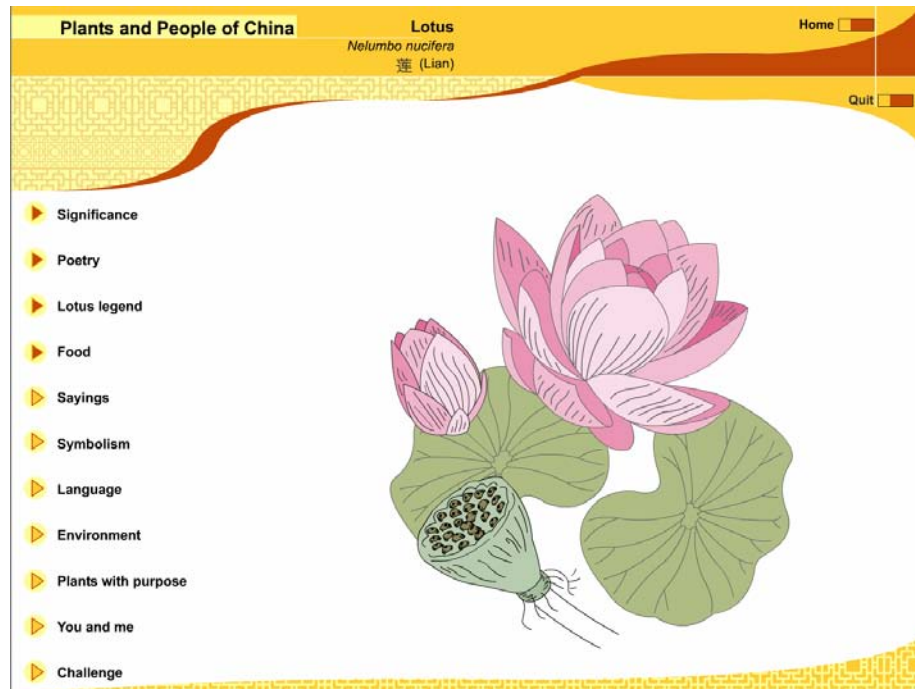 Plants and People of China
Lotus
Nelumbo nucifera
莲 (Lian)
Home
Quit
Significance
Poetry
Lotus legend
Food
Sayings
Symbolism
Language
Environment
Plants with purpose
You and me
Challenge